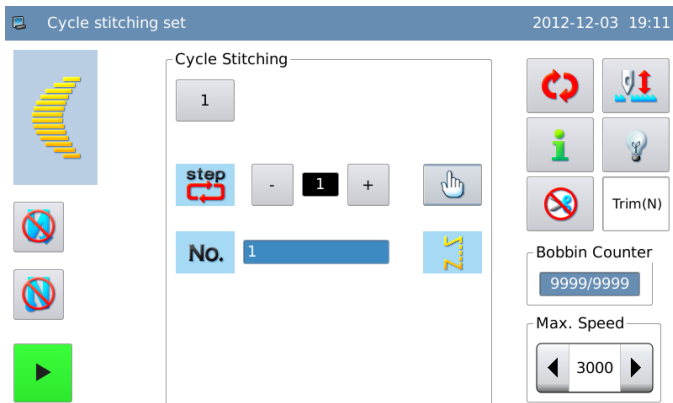 Cycle stitching set
2012-12-03 19:11
Cycle Stitching
1
step
- 1 +
No.
1
Trim(N)
Bobbin Counter
9999/9999
Max. Speed
3000